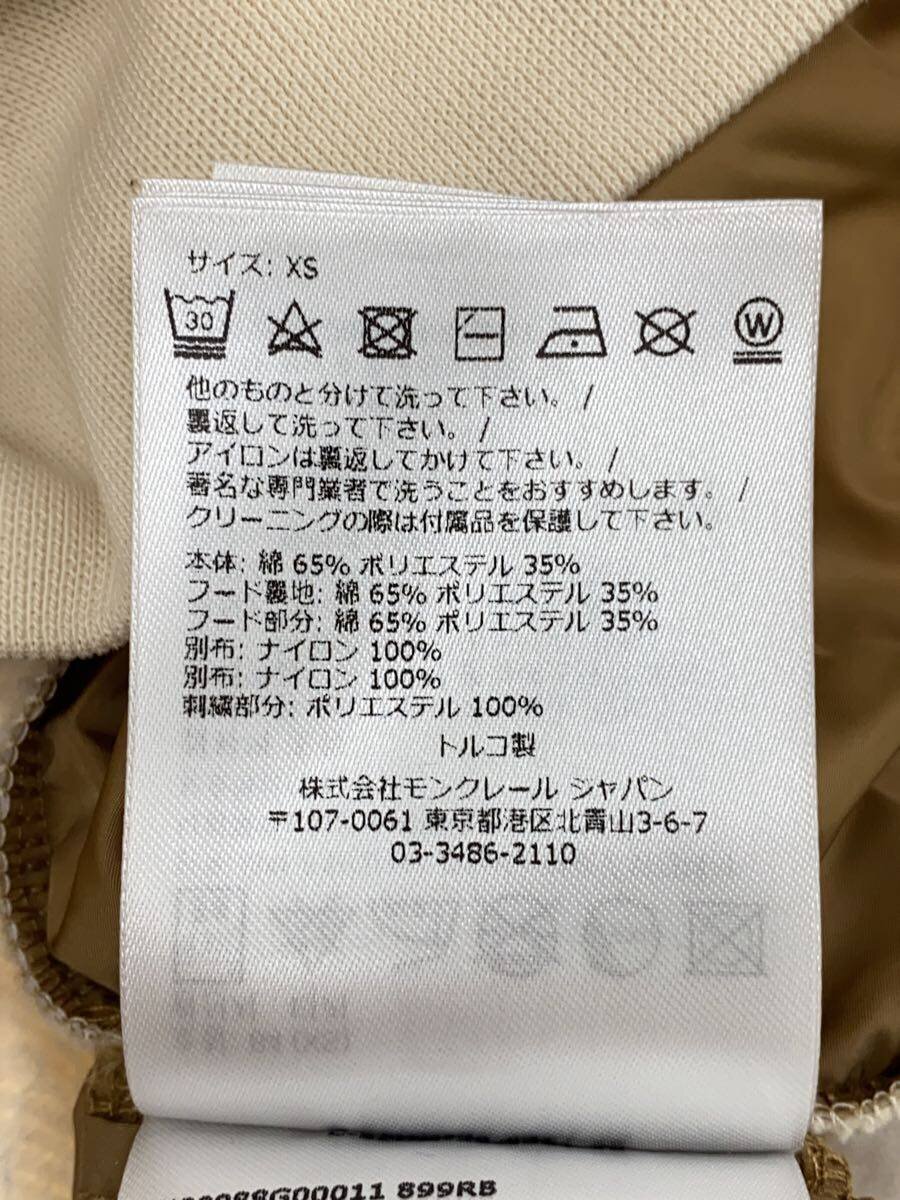 サイズ: XS
30
W
他のものと分けて洗って下さい。 /
裏返して洗って下さい。 /
アイロンは裏返してかけて下さい。 /
著名な専門業者で洗うことをおすすめします。 /
クリーニングの際は付属品を保護して下さい。
本体: 綿 65% ポリエステル 35%
フード裏地: 綿 65% ポリエステル 35%
フード部分: 綿 65% ポリエステル 35%
別布: ナイロン 100%
別布: ナイロン 100%
刺繍部分: ポリエステル 100%
トルコ製
株式会社モンクレール ジャパン
〒107-0061 東京都港区北青山3-6-7
03-3486-2110
899RB